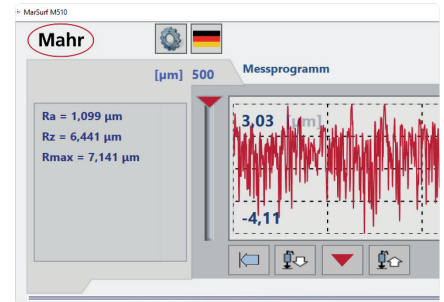 MarSurf M510
Mahr
[µm] 500
Messprogramm
Ra = 1,099 µm
Rz = 6,441 µm
Rmax = 7,141 µm
3,03 [µm]
-4,11